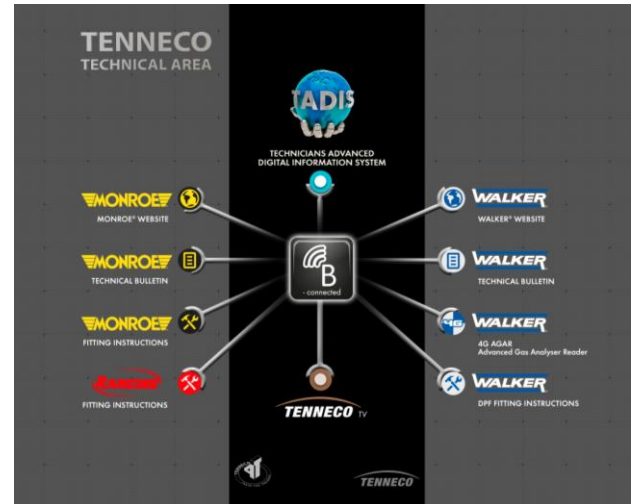 TENNECO
TECHNICAL AREA
TADIS
TECHNICIANS ADVANCED
DIGITAL INFORMATION SYSTEM
MONROE
MONROE® WEBSITE
MONROE
TECHNICAL BULLETIN
MONROE
FITTING INSTRUCTIONS
RANCHO
FITTING INSTRUCTIONS
B
- connected
WALKER
WALKER® WEBSITE
WALKER
TECHNICAL BULLETIN
4G
WALKER
4G AGAR
Advanced Gas Analyser Reader
WALKER
DPF FITTING INSTRUCTIONS
TENNECO TV
TENNECO